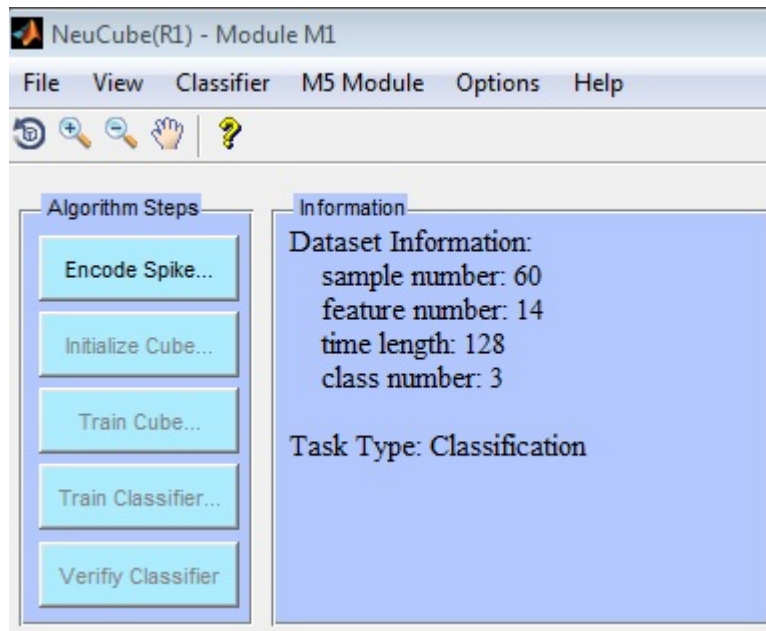 NeuCube(R1) - Module M1
File View Classifier M5 Module Options Help
Algorithm Steps
Encode Spike...
Initialize Cube...
Train Cube...
Train Classifier...
Verifiy Classifier
Information
Dataset Information:
sample number: 60
feature number: 14
time length: 128
class number: 3
Task Type: Classification